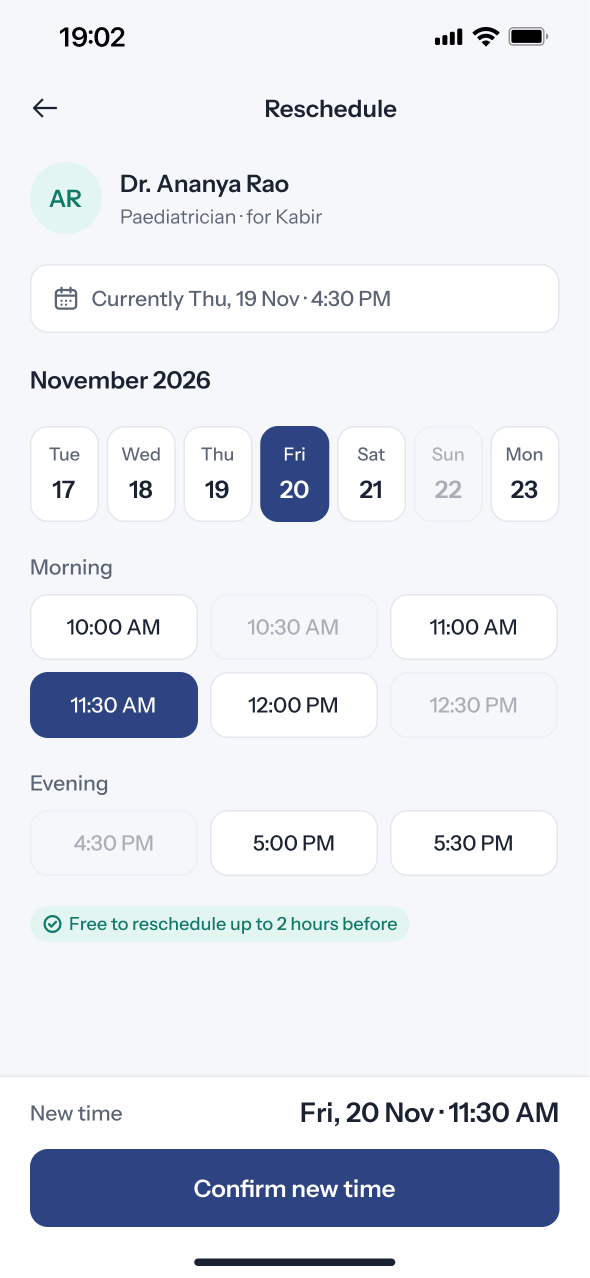 19:02
Reschedule
AR
Dr. Ananya Rao
Paediatrician · for Kabir
Currently Thu, 19 Nov · 4:30 PM
November 2026
Tue Wed Thu Fri Sat Sun Mon
17 18 19 20 21 22 23
Morning
10:00 AM 10:30 AM 11:00 AM
11:30 AM 12:00 PM 12:30 PM
Evening
4:30 PM 5:00 PM 5:30 PM
Free to reschedule up to 2 hours before
New time Fri, 20 Nov · 11:30 AM
Confirm new time